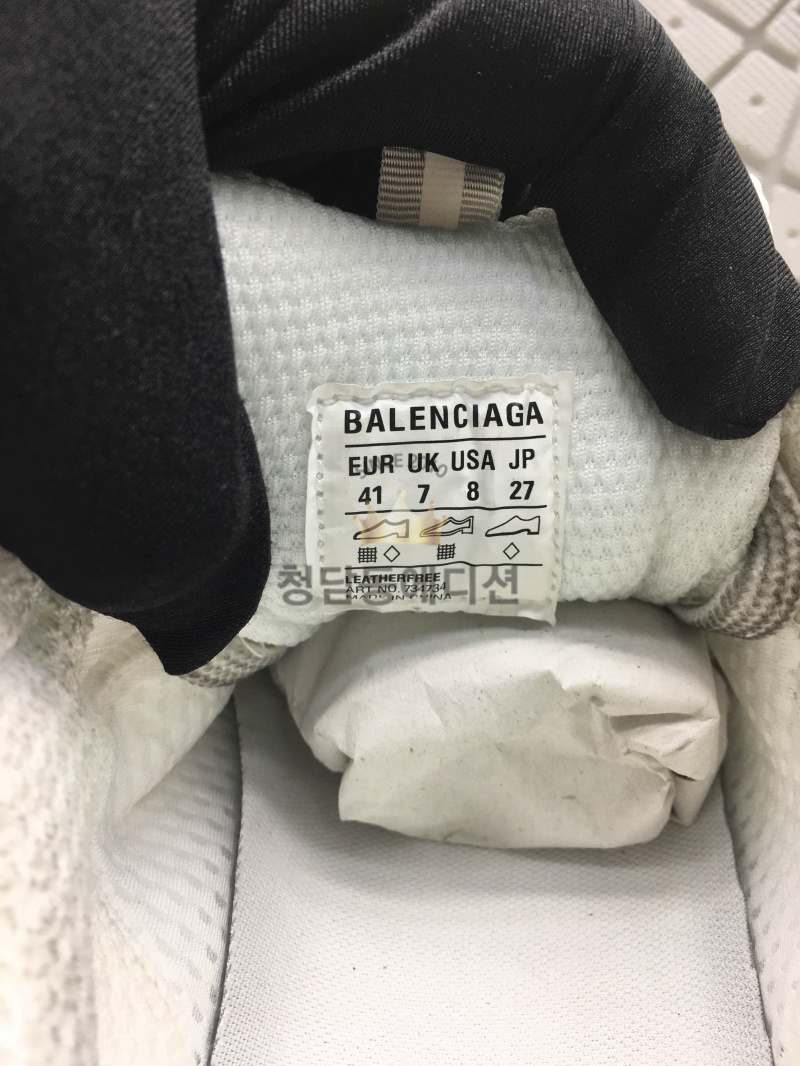 BALENCIAGA
EUR UK USA JP
41 7 8 27
LEATHERFREE
ART NO. 734734
MADE IN CHINA
청담동에디션